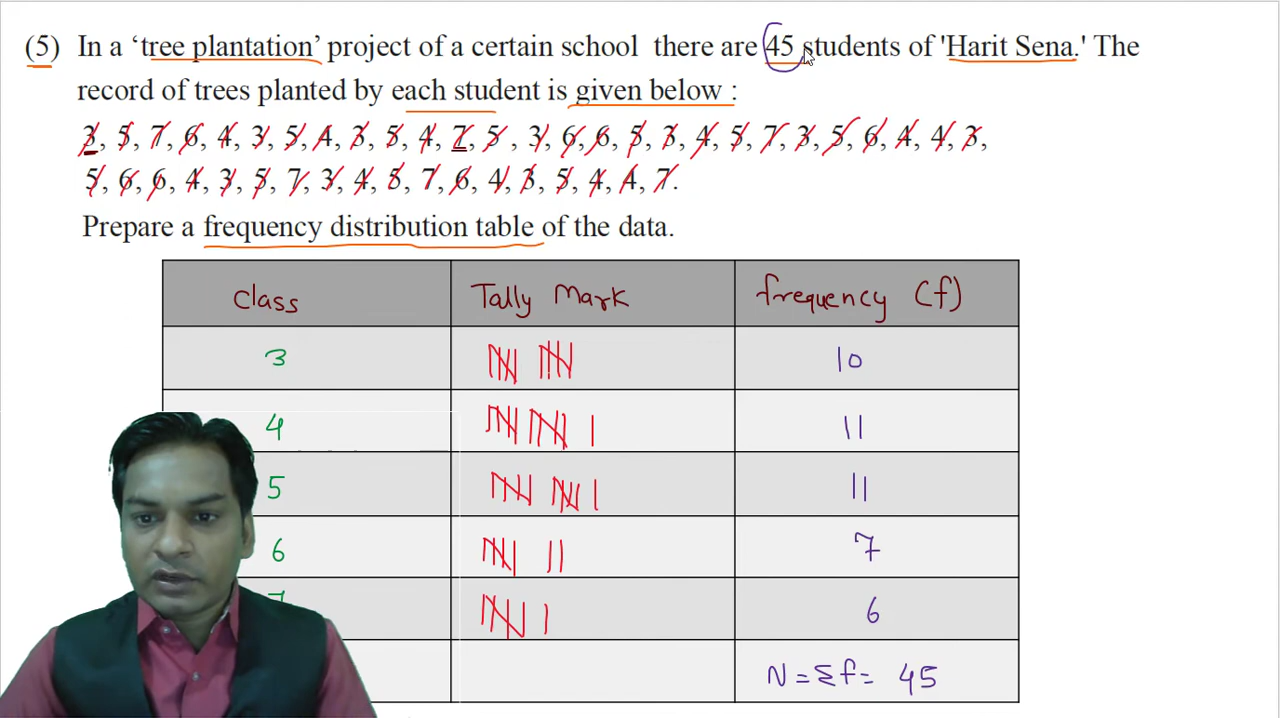 (5) In a ‘tree plantation’ project of a certain school there are 45 students of 'Harit Sena.' The
record of trees planted by each student is given below :
3, 5, 7, 6, 4, 3, 5, 4, 3, 5, 4, 7, 5 , 3, 6, 6, 5, 3, 4, 5, 7, 3, 5, 6, 4, 4, 3,
5, 6, 6, 4, 3, 5, 7, 3, 4, 5, 7, 6, 4, 3, 5, 4, 4, 7.
Prepare a frequency distribution table of the data.
Class Tally Mark frequency (f)
3 10
4 11
5 11
6 7
6
N = Σf = 45